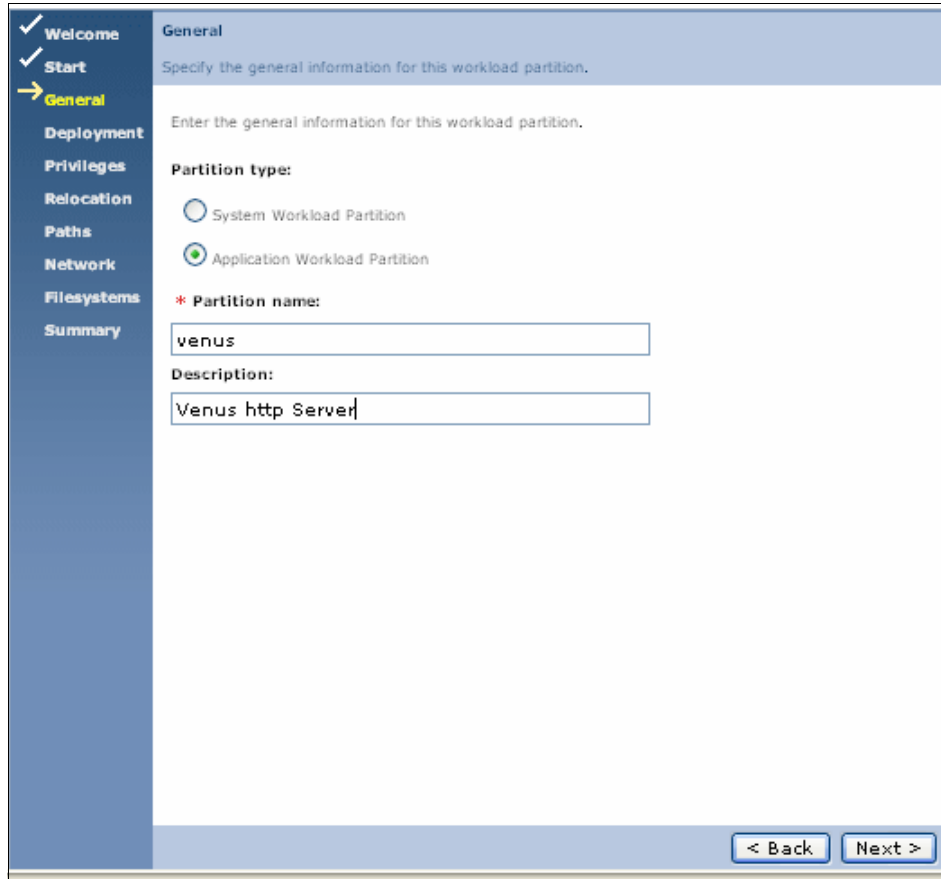 Welcome
Start
General
Deployment
Privileges
Relocation
Paths
Network
Filesystems
Summary
General
Specify the general information for this workload partition.
Enter the general information for this workload partition.
Partition type:
System Workload Partition
Application Workload Partition
* Partition name:
venus
Description:
Venus http Server
< Back
Next >